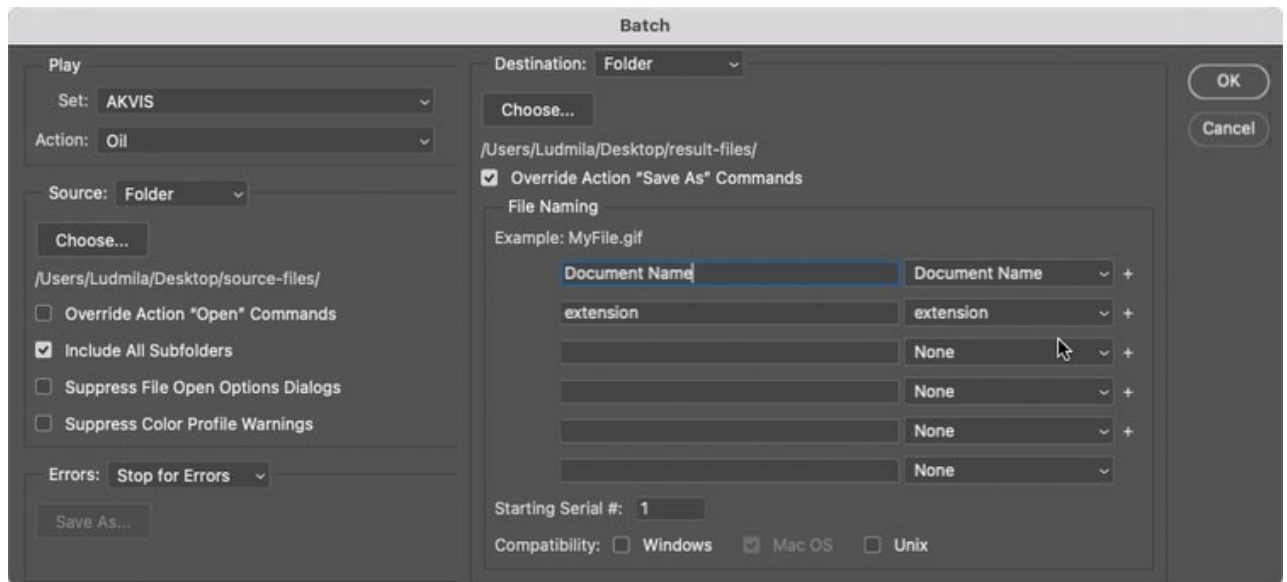 Batch
Play
Set: AKVIS
Action: Oil
Source: Folder
Choose...
/Users/Ludmila/Desktop/source-files/
Override Action "Open" Commands
Include All Subfolders
Suppress File Open Options Dialogs
Suppress Color Profile Warnings
Errors: Stop for Errors
Save As...
Destination: Folder
Choose...
/Users/Ludmila/Desktop/result-files/
Override Action "Save As" Commands
File Naming
Example: MyFile.gif
Document Name Document Name +
extension extension +
None +
None +
None +
None
Starting Serial #: 1
Compatibility: Windows Mac OS Unix
OK
Cancel